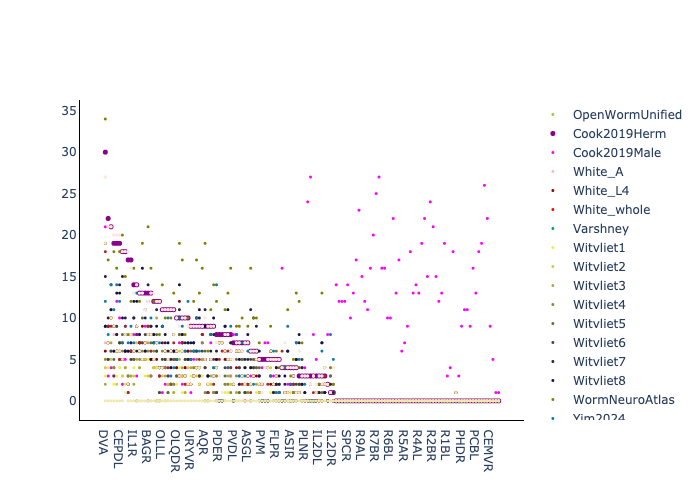 35
30
25
20
15
10
5
0
DVA
CEPDL
IL1R
BAGR
OLLL
OLQDR
URYVR
AQR
PDER
PVDL
ASGL
PVM
FLPR
ASIR
PLNR
IL2DL
IL2DR
SPCR
R9AL
R7BR
R6BL
R5AR
R4AL
R2BR
R1BL
PHDR
PCBL
CEMVR
OpenWormUnified
Cook2019Herm
Cook2019Male
White_A
White_L4
White_whole
Varshney
Witvliet1
Witvliet2
Witvliet3
Witvliet4
Witvliet5
Witvliet6
Witvliet7
Witvliet8
WormNeuroAtlas
Yim2024